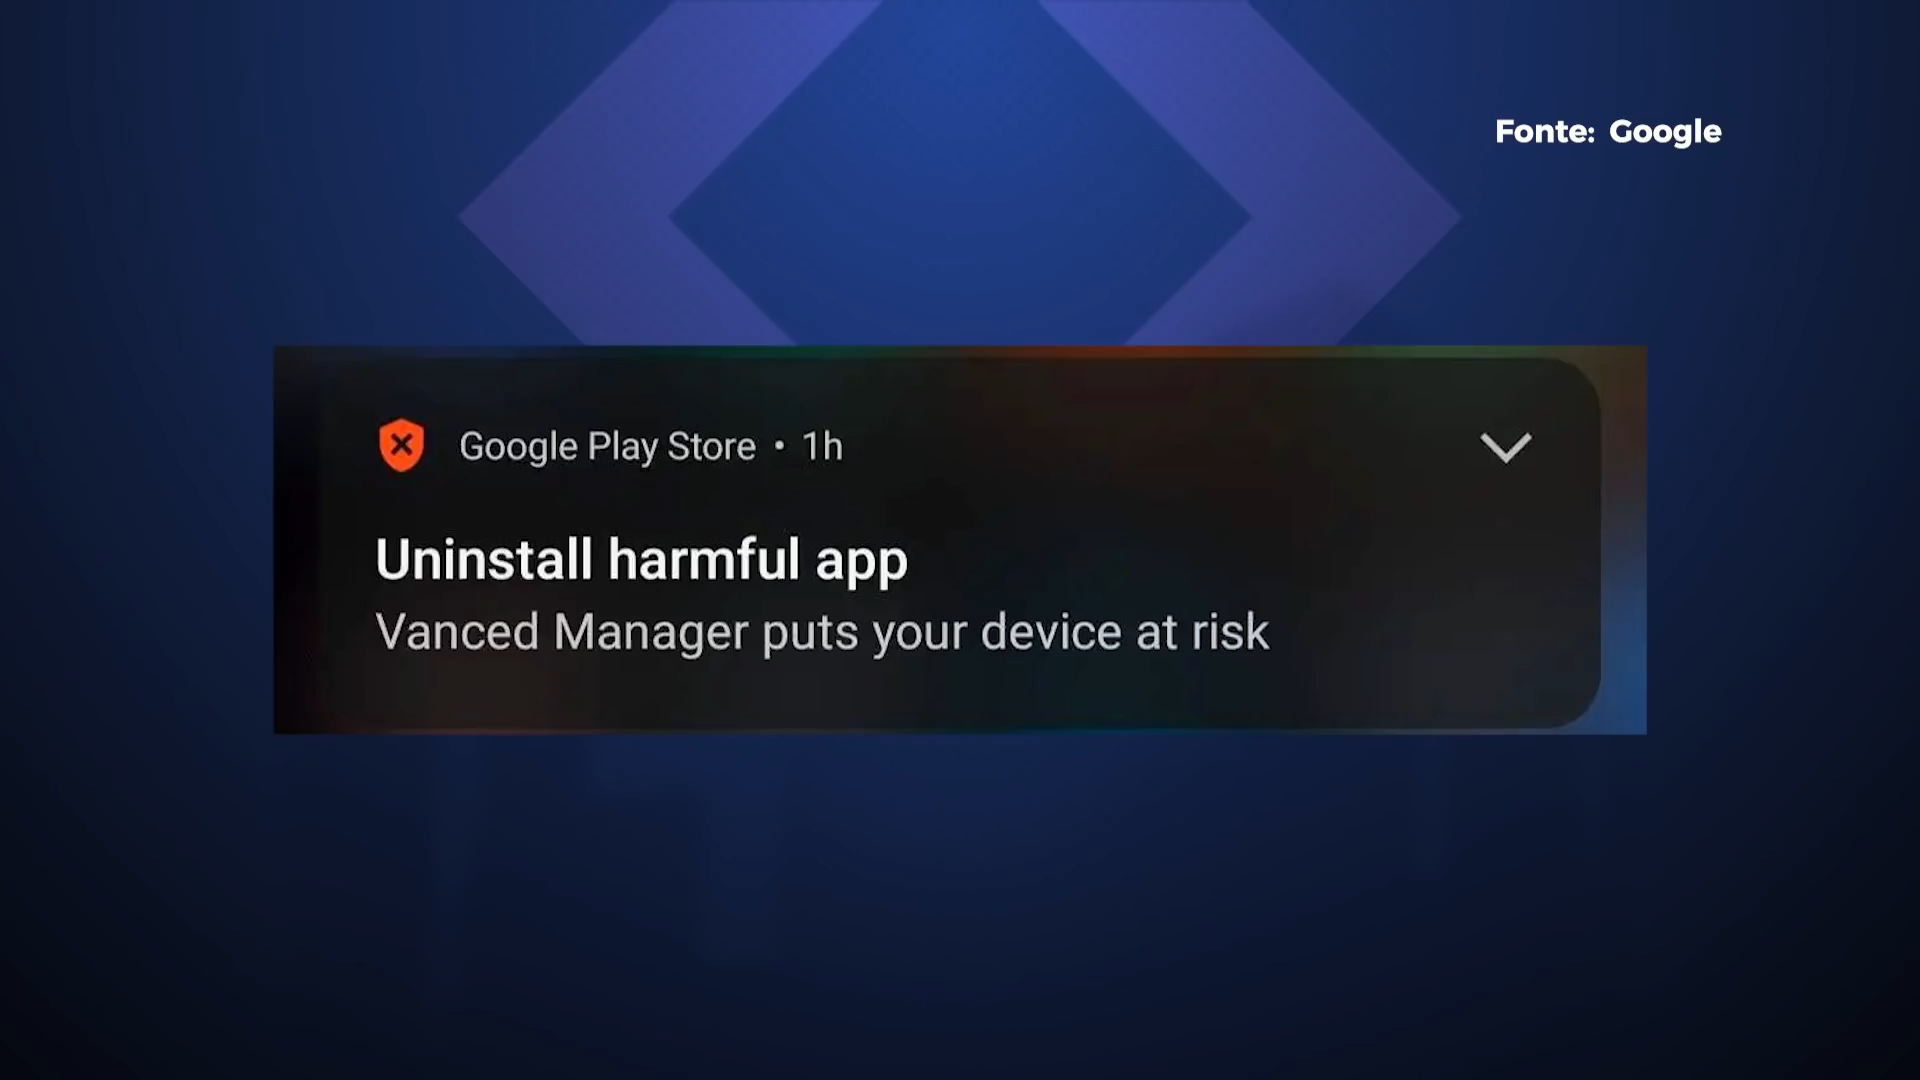 Fonte: Google
Google Play Store • 1h
Uninstall harmful app
Vanced Manager puts your device at risk